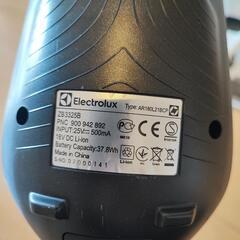 Electrolux
Type: AR180L21BCP
ZB3325B
PNC 900 942 892
INPUT:25V 500mA
18V DC Li-ion
Battery Capacity:37.8Wh
Made in China